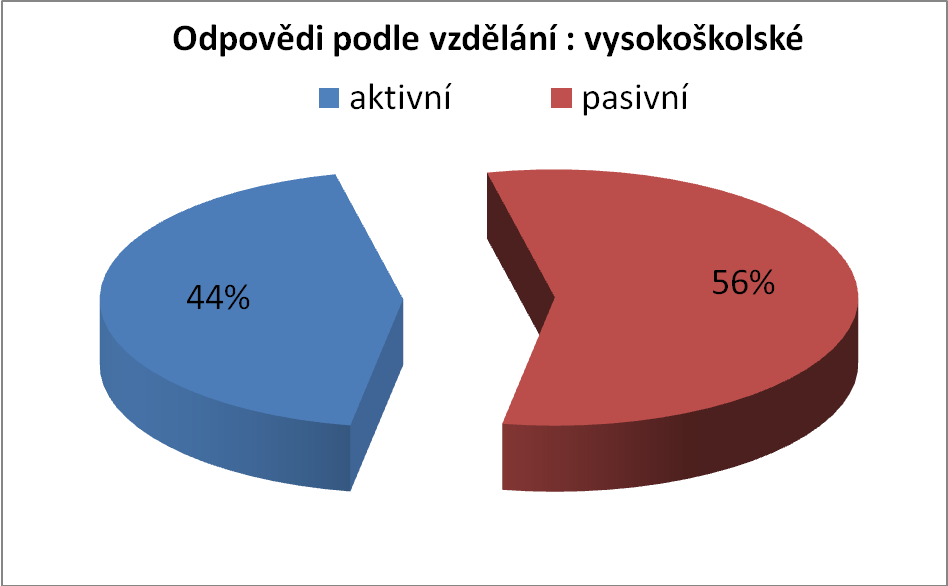 Odpovědi podle vzdělání : vysokoškolské
aktivní pasivní
44% 56%